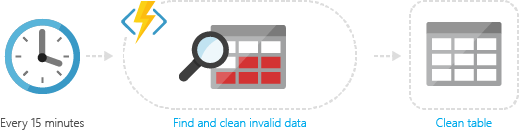 Every 15 minutes
Find and clean invalid data
Clean table